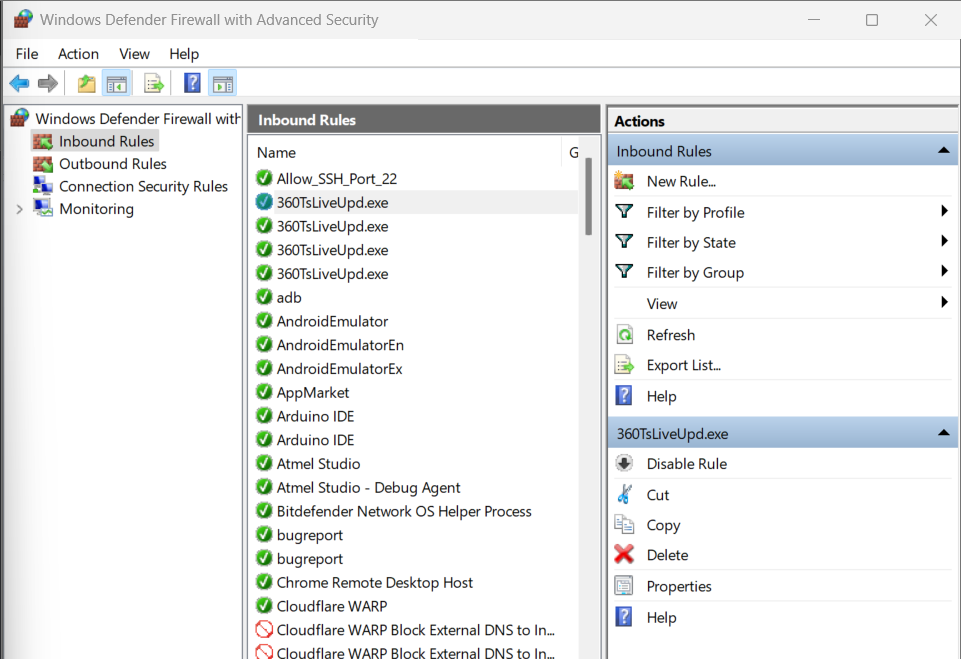 Windows Defender Firewall with Advanced Security
File Action View Help
Windows Defender Firewall with
Inbound Rules
Outbound Rules
Connection Security Rules
Monitoring
Inbound Rules
Name G
Allow_SSH_Port_22
360TsLiveUpd.exe
360TsLiveUpd.exe
360TsLiveUpd.exe
360TsLiveUpd.exe
adb
AndroidEmulator
AndroidEmulatorEn
AndroidEmulatorEx
AppMarket
Arduino IDE
Arduino IDE
Atmel Studio
Atmel Studio - Debug Agent
Bitdefender Network OS Helper Process
bugreport
bugreport
Chrome Remote Desktop Host
Cloudflare WARP
Cloudflare WARP Block External DNS to In...
Cloudflare WARP Block External DNS to In...
Actions
Inbound Rules
New Rule...
Filter by Profile
Filter by State
Filter by Group
View
Refresh
Export List...
Help
360TsLiveUpd.exe
Disable Rule
Cut
Copy
Delete
Properties
Help